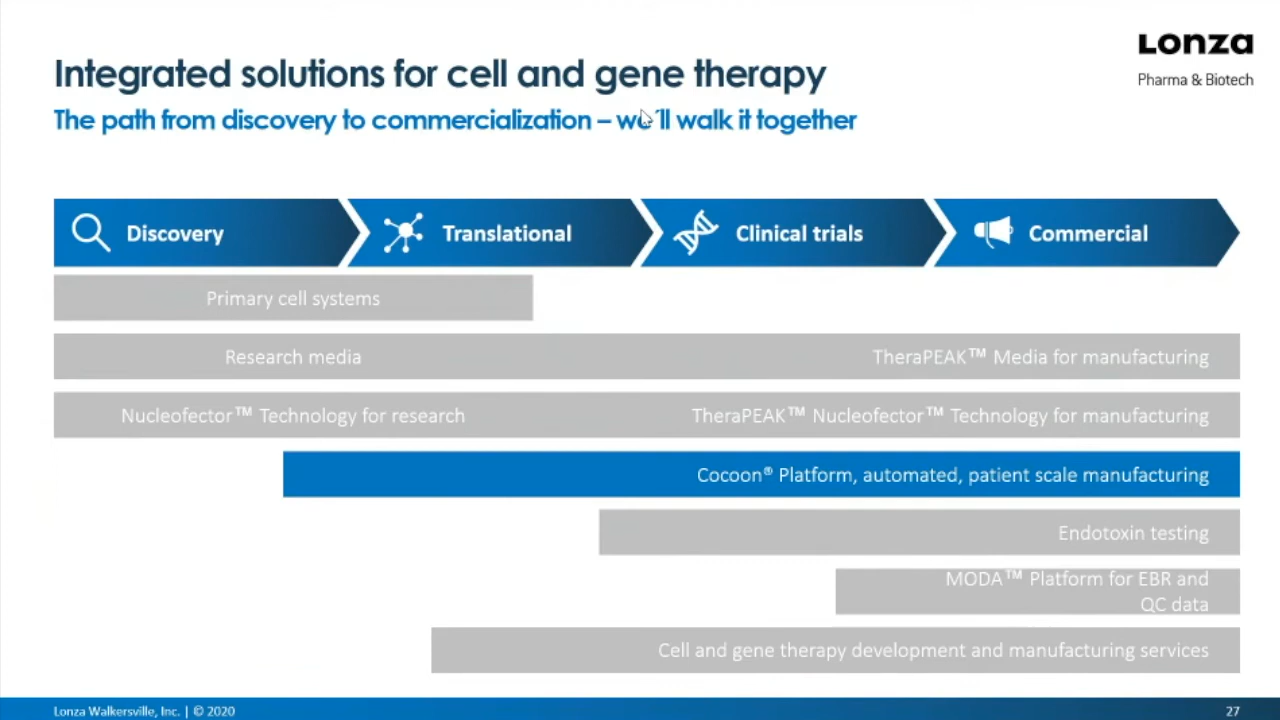 Lonza
Pharma & Biotech
Integrated solutions for cell and gene therapy
The path from discovery to commercialization – we´ll walk it together
Discovery
Translational
Clinical trials
Commercial
Primary cell systems
Research media
TheraPEAK™ Media for manufacturing
Nucleofector™ Technology for research
TheraPEAK™ Nucleofector™ Technology for manufacturing
Cocoon® Platform, automated, patient scale manufacturing
Endotoxin testing
MODA™ Platform for EBR and
QC data
Cell and gene therapy development and manufacturing services
Lonza Walkersville, Inc. | © 2020
27